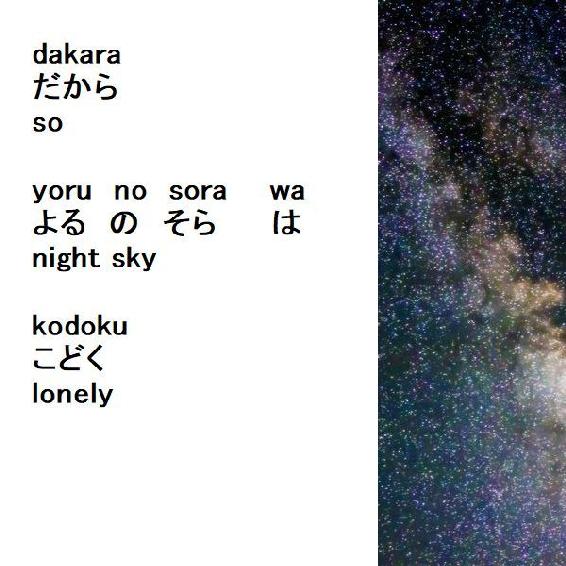 dakara
だから
so
yoru no sora wa
よる の そら は
night sky
kodoku
こどく
lonely